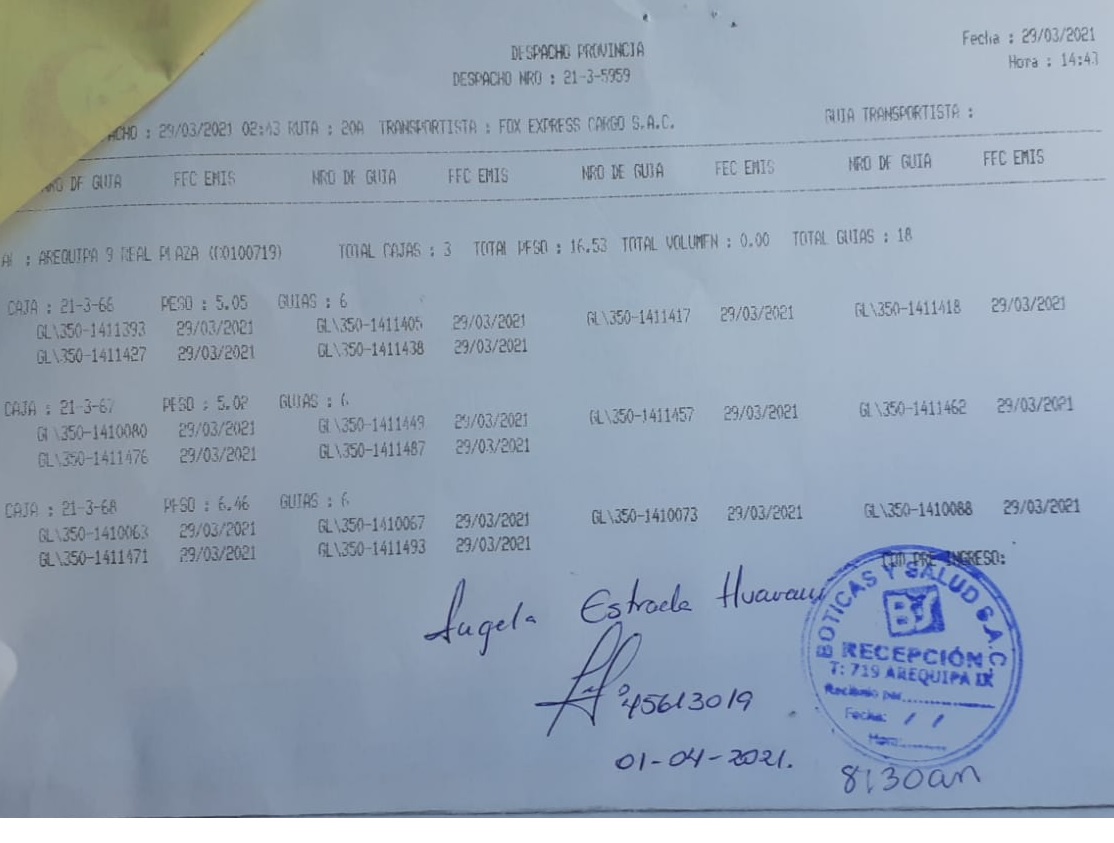 Fecha : 29/03/2021
Hora : 14:43
DESPACHO PROVINCIA
DESPACHO NRO : 21-3-5959
ACHO : 29/03/2021 02:43 RUTA : 20A TRANSPORTISTA : FOX EXPRESS CARGO S.A.C. GUIA TRANSPORTISTA :
NRO DE GUIA FEC EMIS NRO DE GUIA FEC EMIS NRO DE GUIA FEC EMIS NRO DE GUIA FEC EMIS
: AREQUIPA 9 REAL PLAZA (C0100719) TOTAL CAJAS : 3 TOTAL PESO : 16.53 TOTAL VOLUMEN : 0.00 TOTAL GUIAS : 18
CAJA : 21-3-66 PESO : 5.05 GUIAS : 6
GL\350-1411393 29/03/2021 GL\350-1411405 29/03/2021 GL\350-1411417 29/03/2021 GL\350-1411418 29/03/2021
GL\350-1411427 29/03/2021 GL\350-1411438 29/03/2021
CAJA : 21-3-67 PESO : 5.02 GUIAS : 6
GL\350-1410080 29/03/2021 GL\350-1411449 29/03/2021 GL\350-1411457 29/03/2021 GL\350-1411462 29/03/2021
GL\350-1411476 29/03/2021 GL\350-1411487 29/03/2021
CAJA : 21-3-68 PESO : 6.46 GUIAS : 6
GL\350-1410063 29/03/2021 GL\350-1410067 29/03/2021 GL\350-1410073 29/03/2021 GL\350-1410088 29/03/2021
GL\350-1411471 29/03/2021 GL\350-1411493 29/03/2021
COD PRE INGRESO:
Angela Estrada
45613019
01-04-2021.
BOTICAS Y SALUD S.A.C
BS
RECEPCIÓN
T: 719 AREQUIPA IX
Recibido por
Fecha: / /
Hora:
8:30am